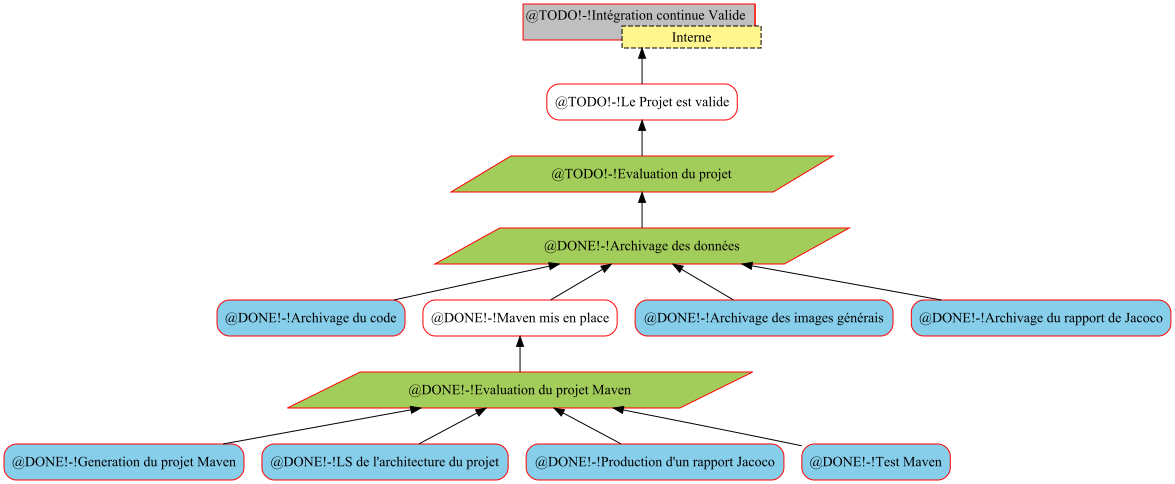 @TODO!-!Intégration continue Valide
Interne
@TODO!-!Le Projet est valide
@TODO!-!Evaluation du projet
@DONE!-!Archivage des données
@DONE!-!Archivage du code
@DONE!-!Maven mis en place
@DONE!-!Archivage des images générais
@DONE!-!Archivage du rapport de Jacoco
@DONE!-!Evaluation du projet Maven
@DONE!-!Generation du projet Maven
@DONE!-!LS de l'architecture du projet
@DONE!-!Production d'un rapport Jacoco
@DONE!-!Test Maven